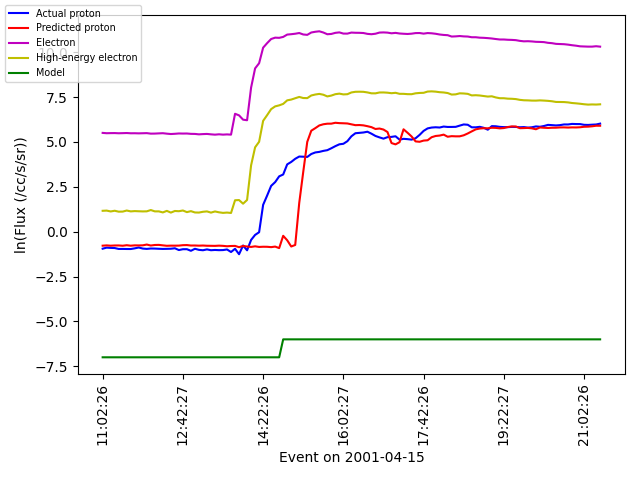 Actual proton
Predicted proton
Electron
High-energy electron
Model
10.0
7.5
5.0
2.5
0.0
−2.5
−5.0
−7.5
ln(Flux (/cc/s/sr))
11:02:26
12:42:27
14:22:26
16:02:27
17:42:26
19:22:27
21:02:26
Event on 2001-04-15